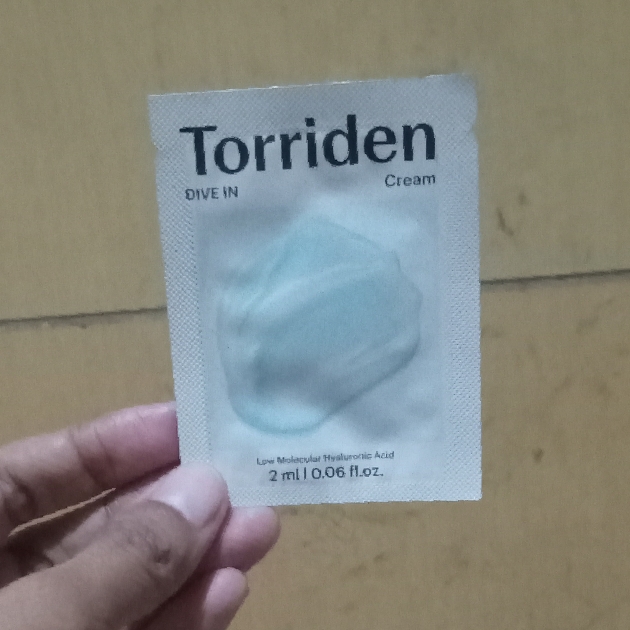 Torriden
DIVE IN Cream
Low Molecular Hyaluronic Acid
2 ml | 0.06 fl.oz.